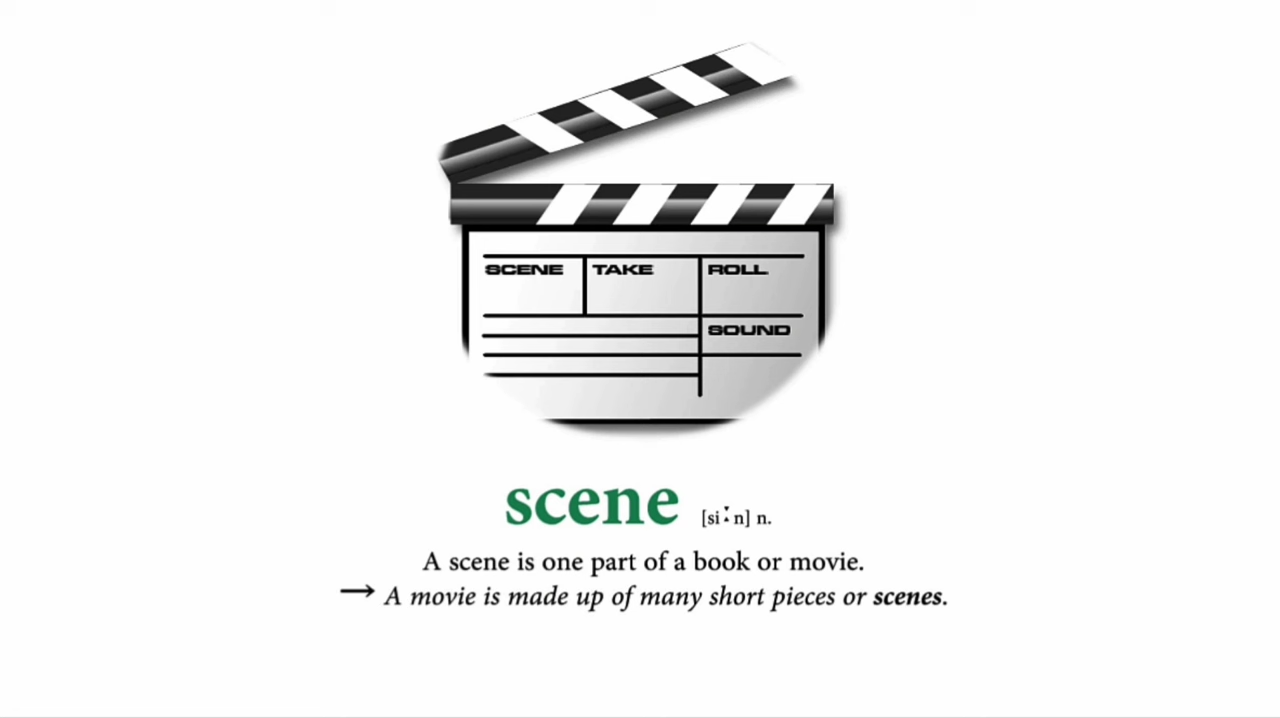 SCENE TAKE ROLL
SOUND
scene [siːn] n.
A scene is one part of a book or movie.
→ A movie is made up of many short pieces or scenes.